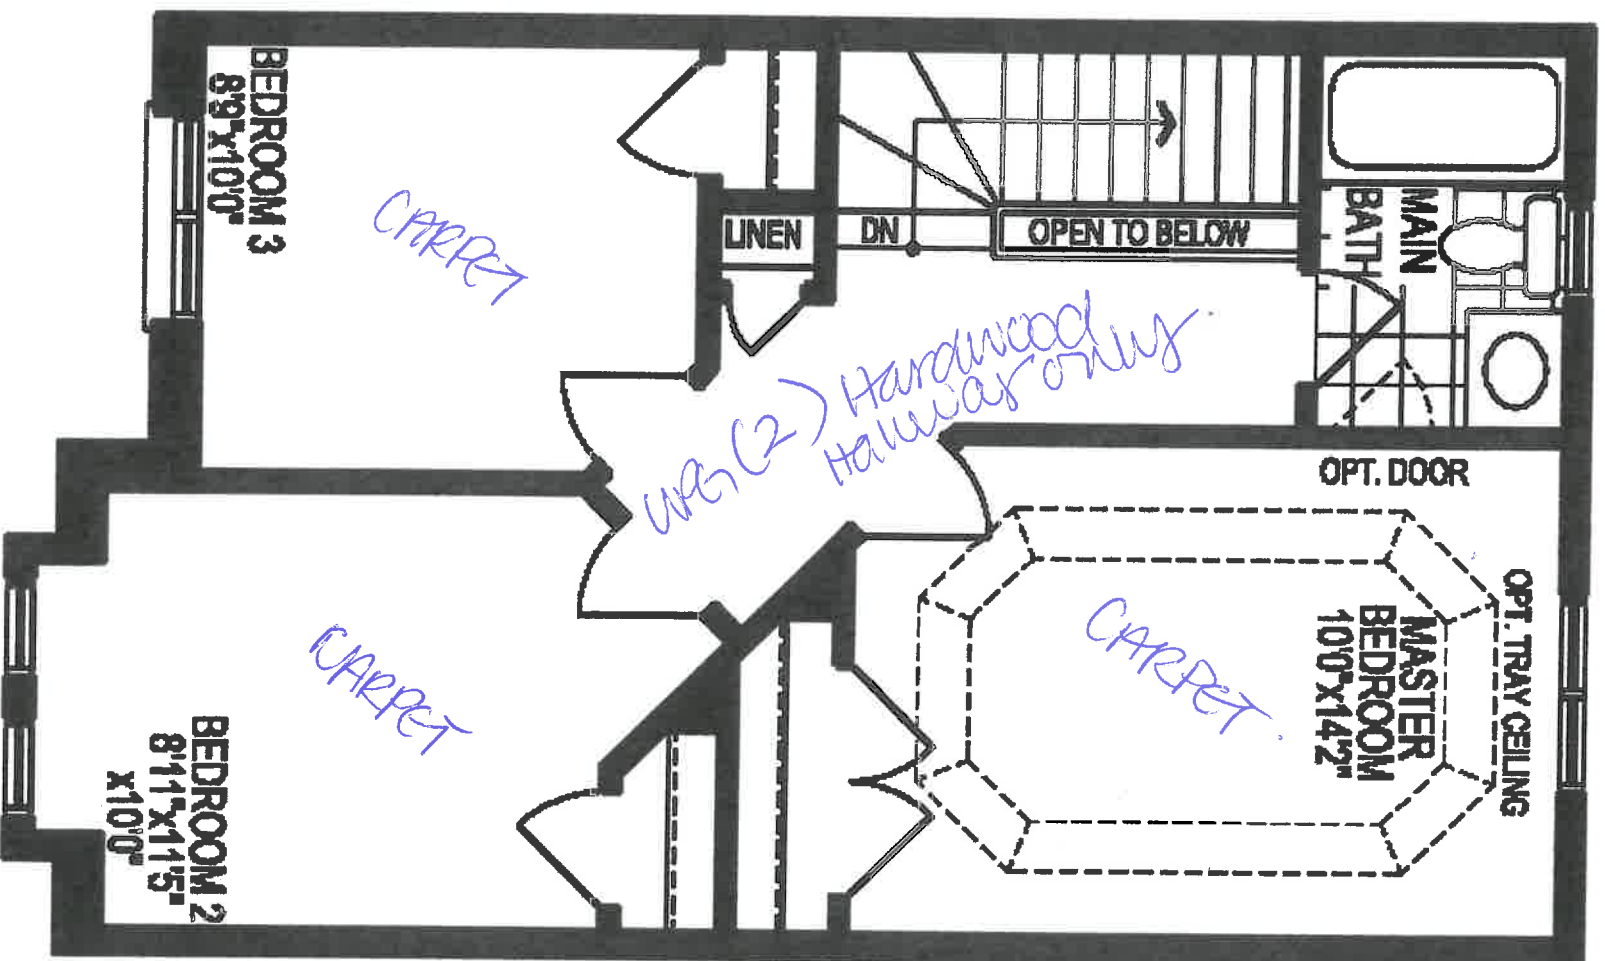 BEDROOM 3
8'9"x10'0"
CARPET
LINEN
DN
OPEN TO BELOW
MAIN
BATH
UPG (2) Hardwood
Hallway only
OPT. DOOR
OPT. TRAY CEILING
MASTER
BEDROOM
10'0"x14'2"
CARPET
CARPET
BEDROOM 2
8'11"x11'5"
x10'0"